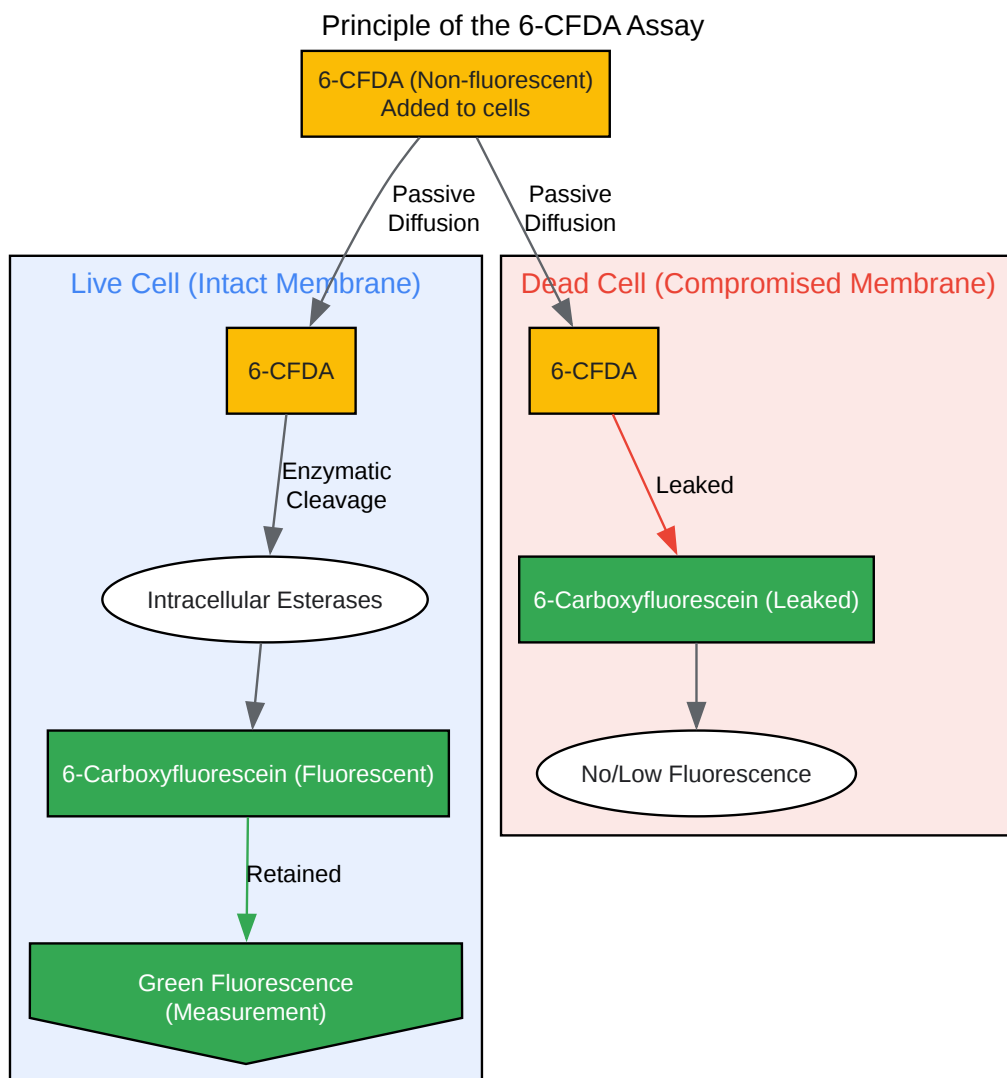 Principle of the 6-CFDA Assay
6-CFDA (Non-fluorescent)
Added to cells
Passive
Diffusion
Passive
Diffusion
Live Cell (Intact Membrane)
6-CFDA
Enzymatic
Cleavage
Intracellular Esterases
6-Carboxyfluorescein (Fluorescent)
Retained
Green Fluorescence
(Measurement)
Dead Cell (Compromised Membrane)
6-CFDA
Leaked
6-Carboxyfluorescein (Leaked)
No/Low Fluorescence